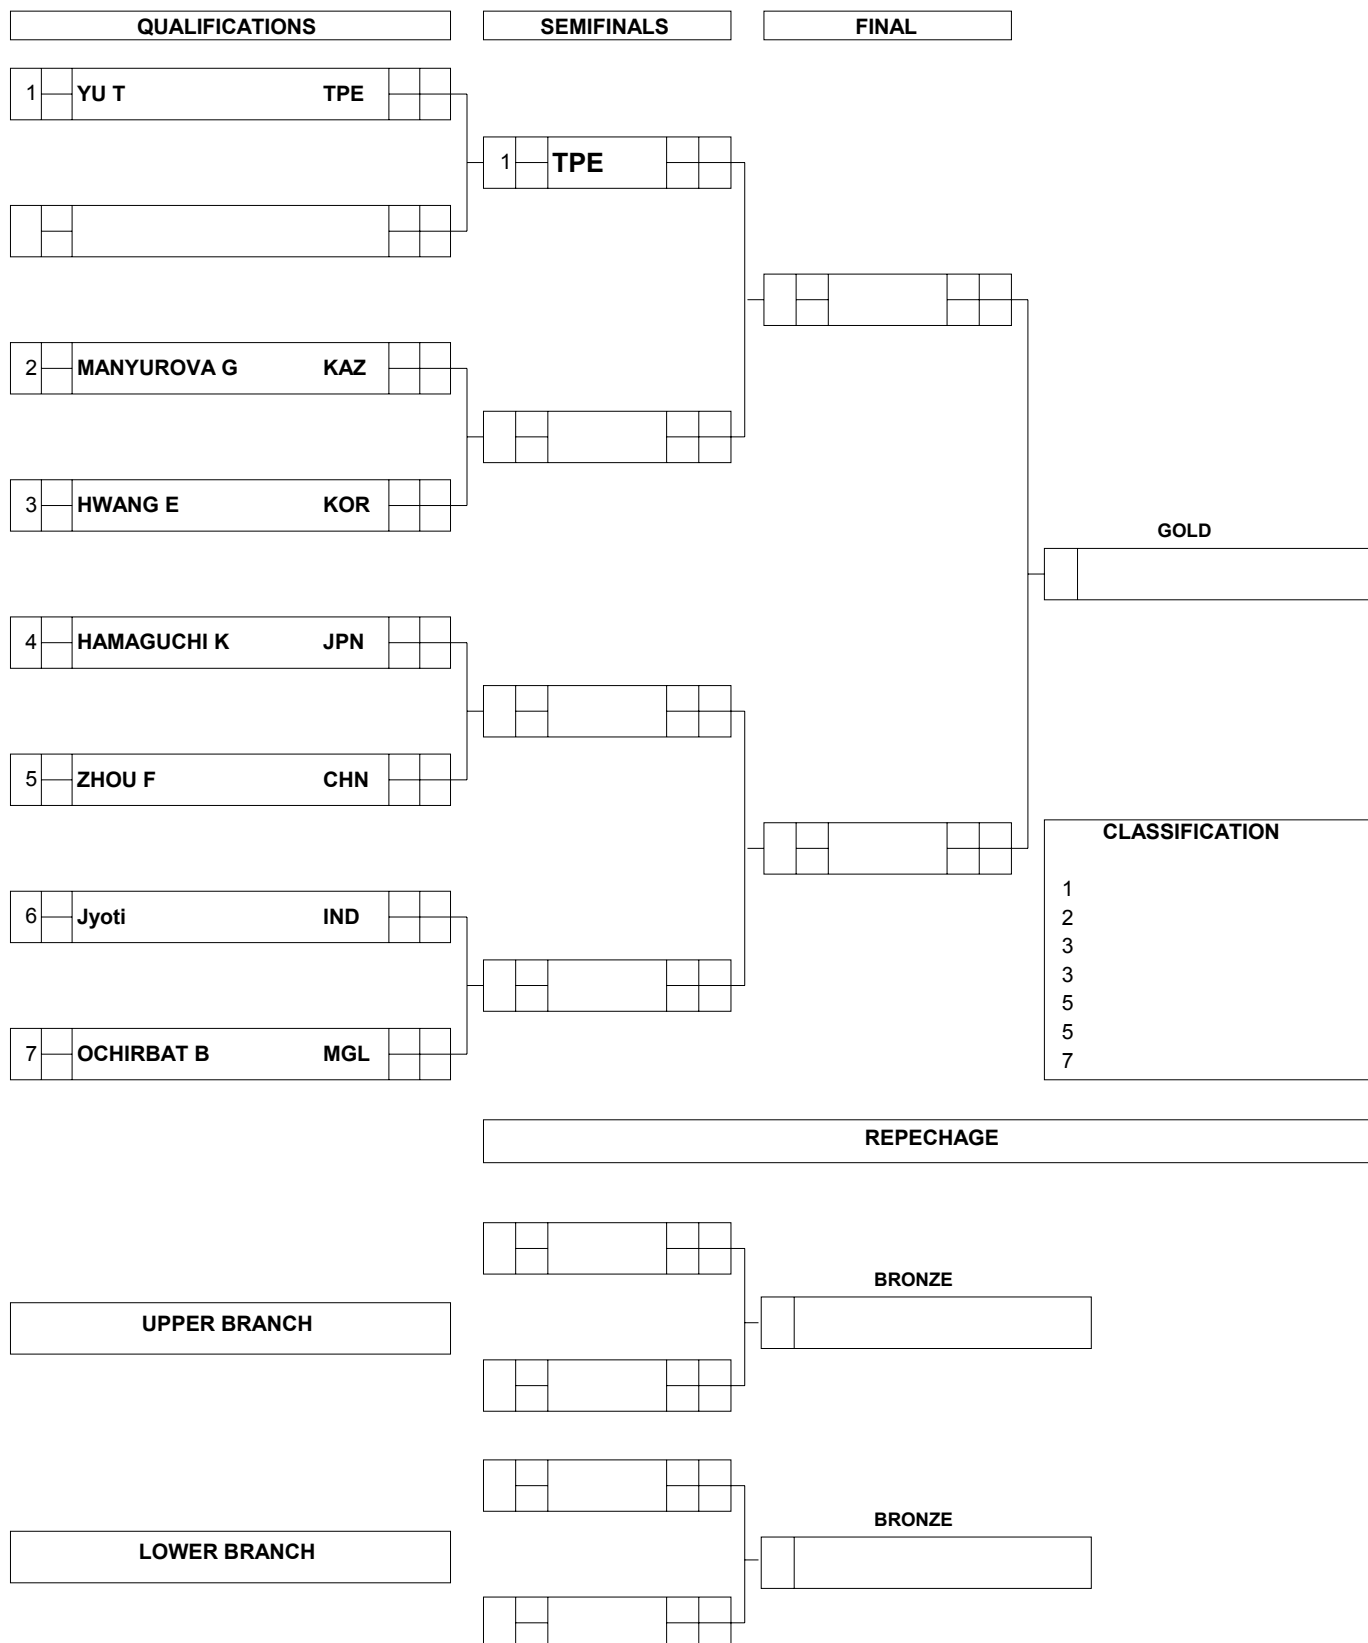 QUALIFICATIONS SEMIFINALS FINAL
1 YU T TPE
1 TPE
2 MANYUROVA G KAZ
3 HWANG E KOR
GOLD
4 HAMAGUCHI K JPN
5 ZHOU F CHN
CLASSIFICATION
1
6 Jyoti IND
2
3
3
5
5
7 OCHIRBAT B MGL
7
REPECHAGE
BRONZE
UPPER BRANCH
BRONZE
LOWER BRANCH